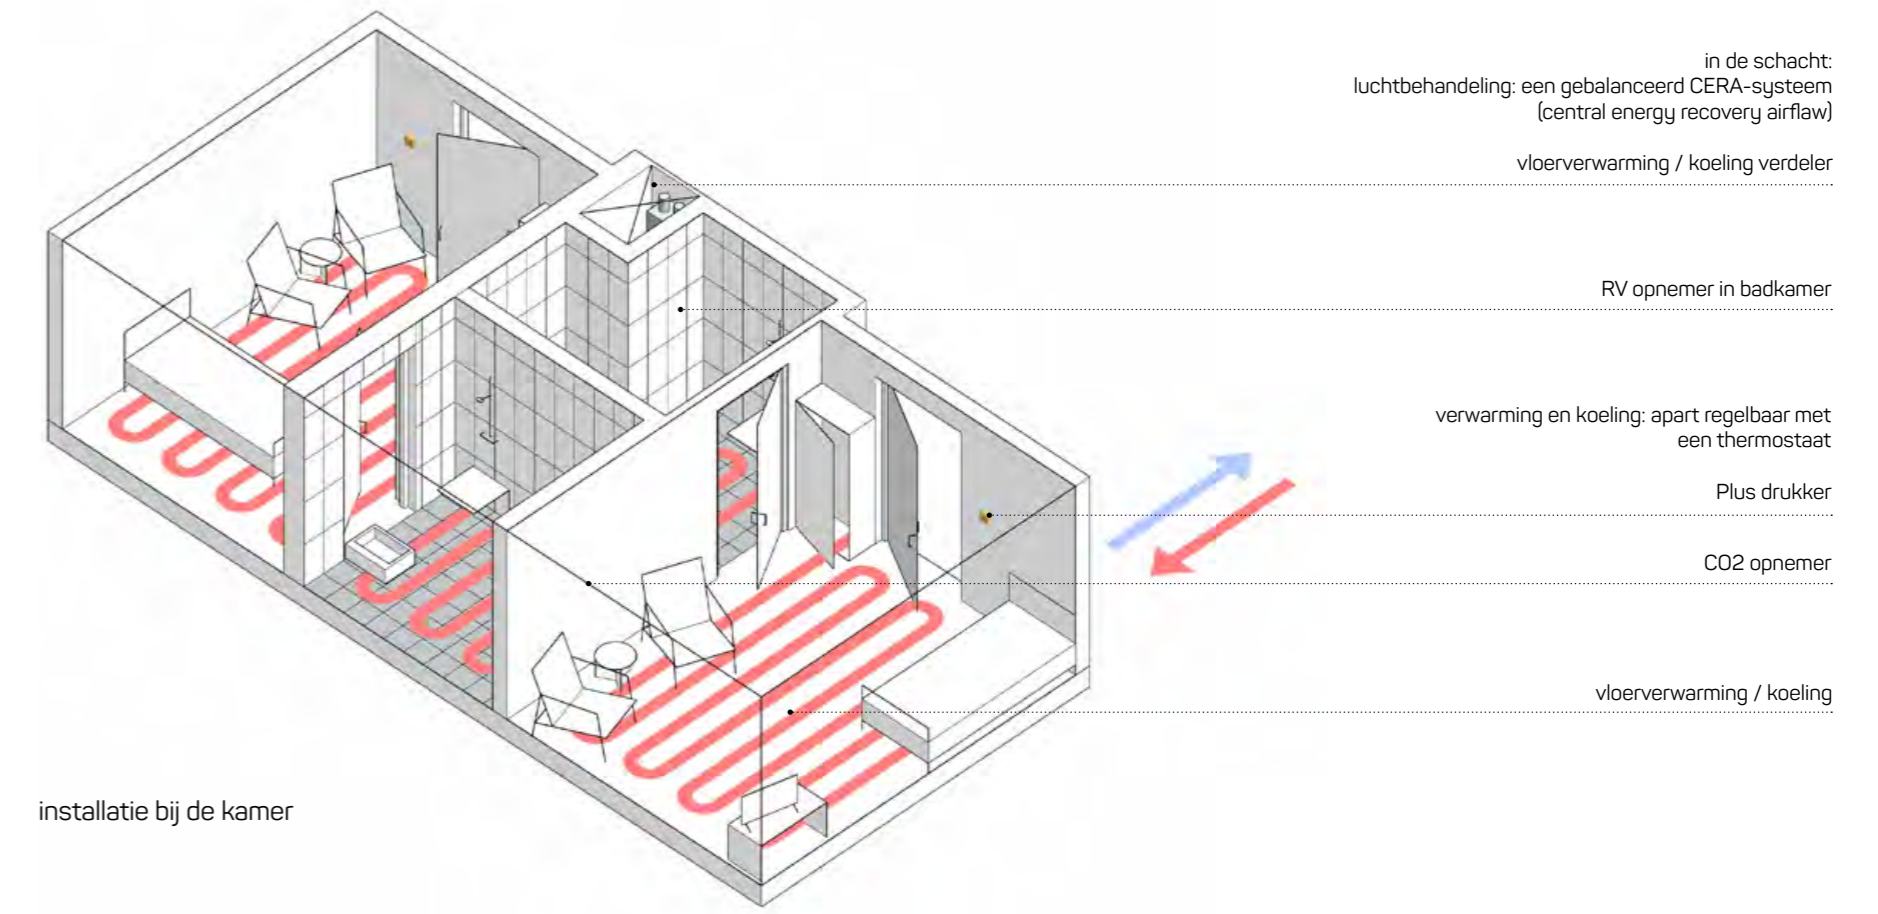 in de schacht:
luchtbehandeling: een gebalanceerd CERA-systeem
(central energy recovery airflaw)
vloerverwarming / koeling verdeler
RV opnemer in badkamer
verwarming en koeling: apart regelbaar met
een thermostaat
Plus drukker
CO2 opnemer
vloerverwarming / koeling
installatie bij de kamer